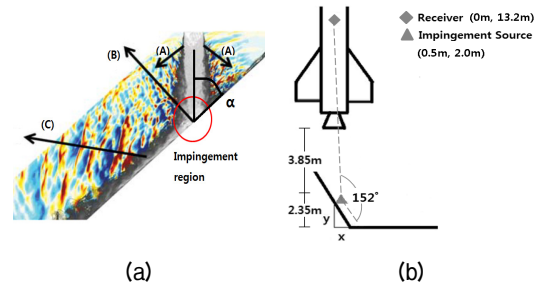 (A)
(A)
(B)
α
(C)
Impingement
region
(a)
Receiver (0m, 13.2m)
Impingement Source
(0.5m, 2.0m)
3.85m
152°
2.35m
y
x
(b)